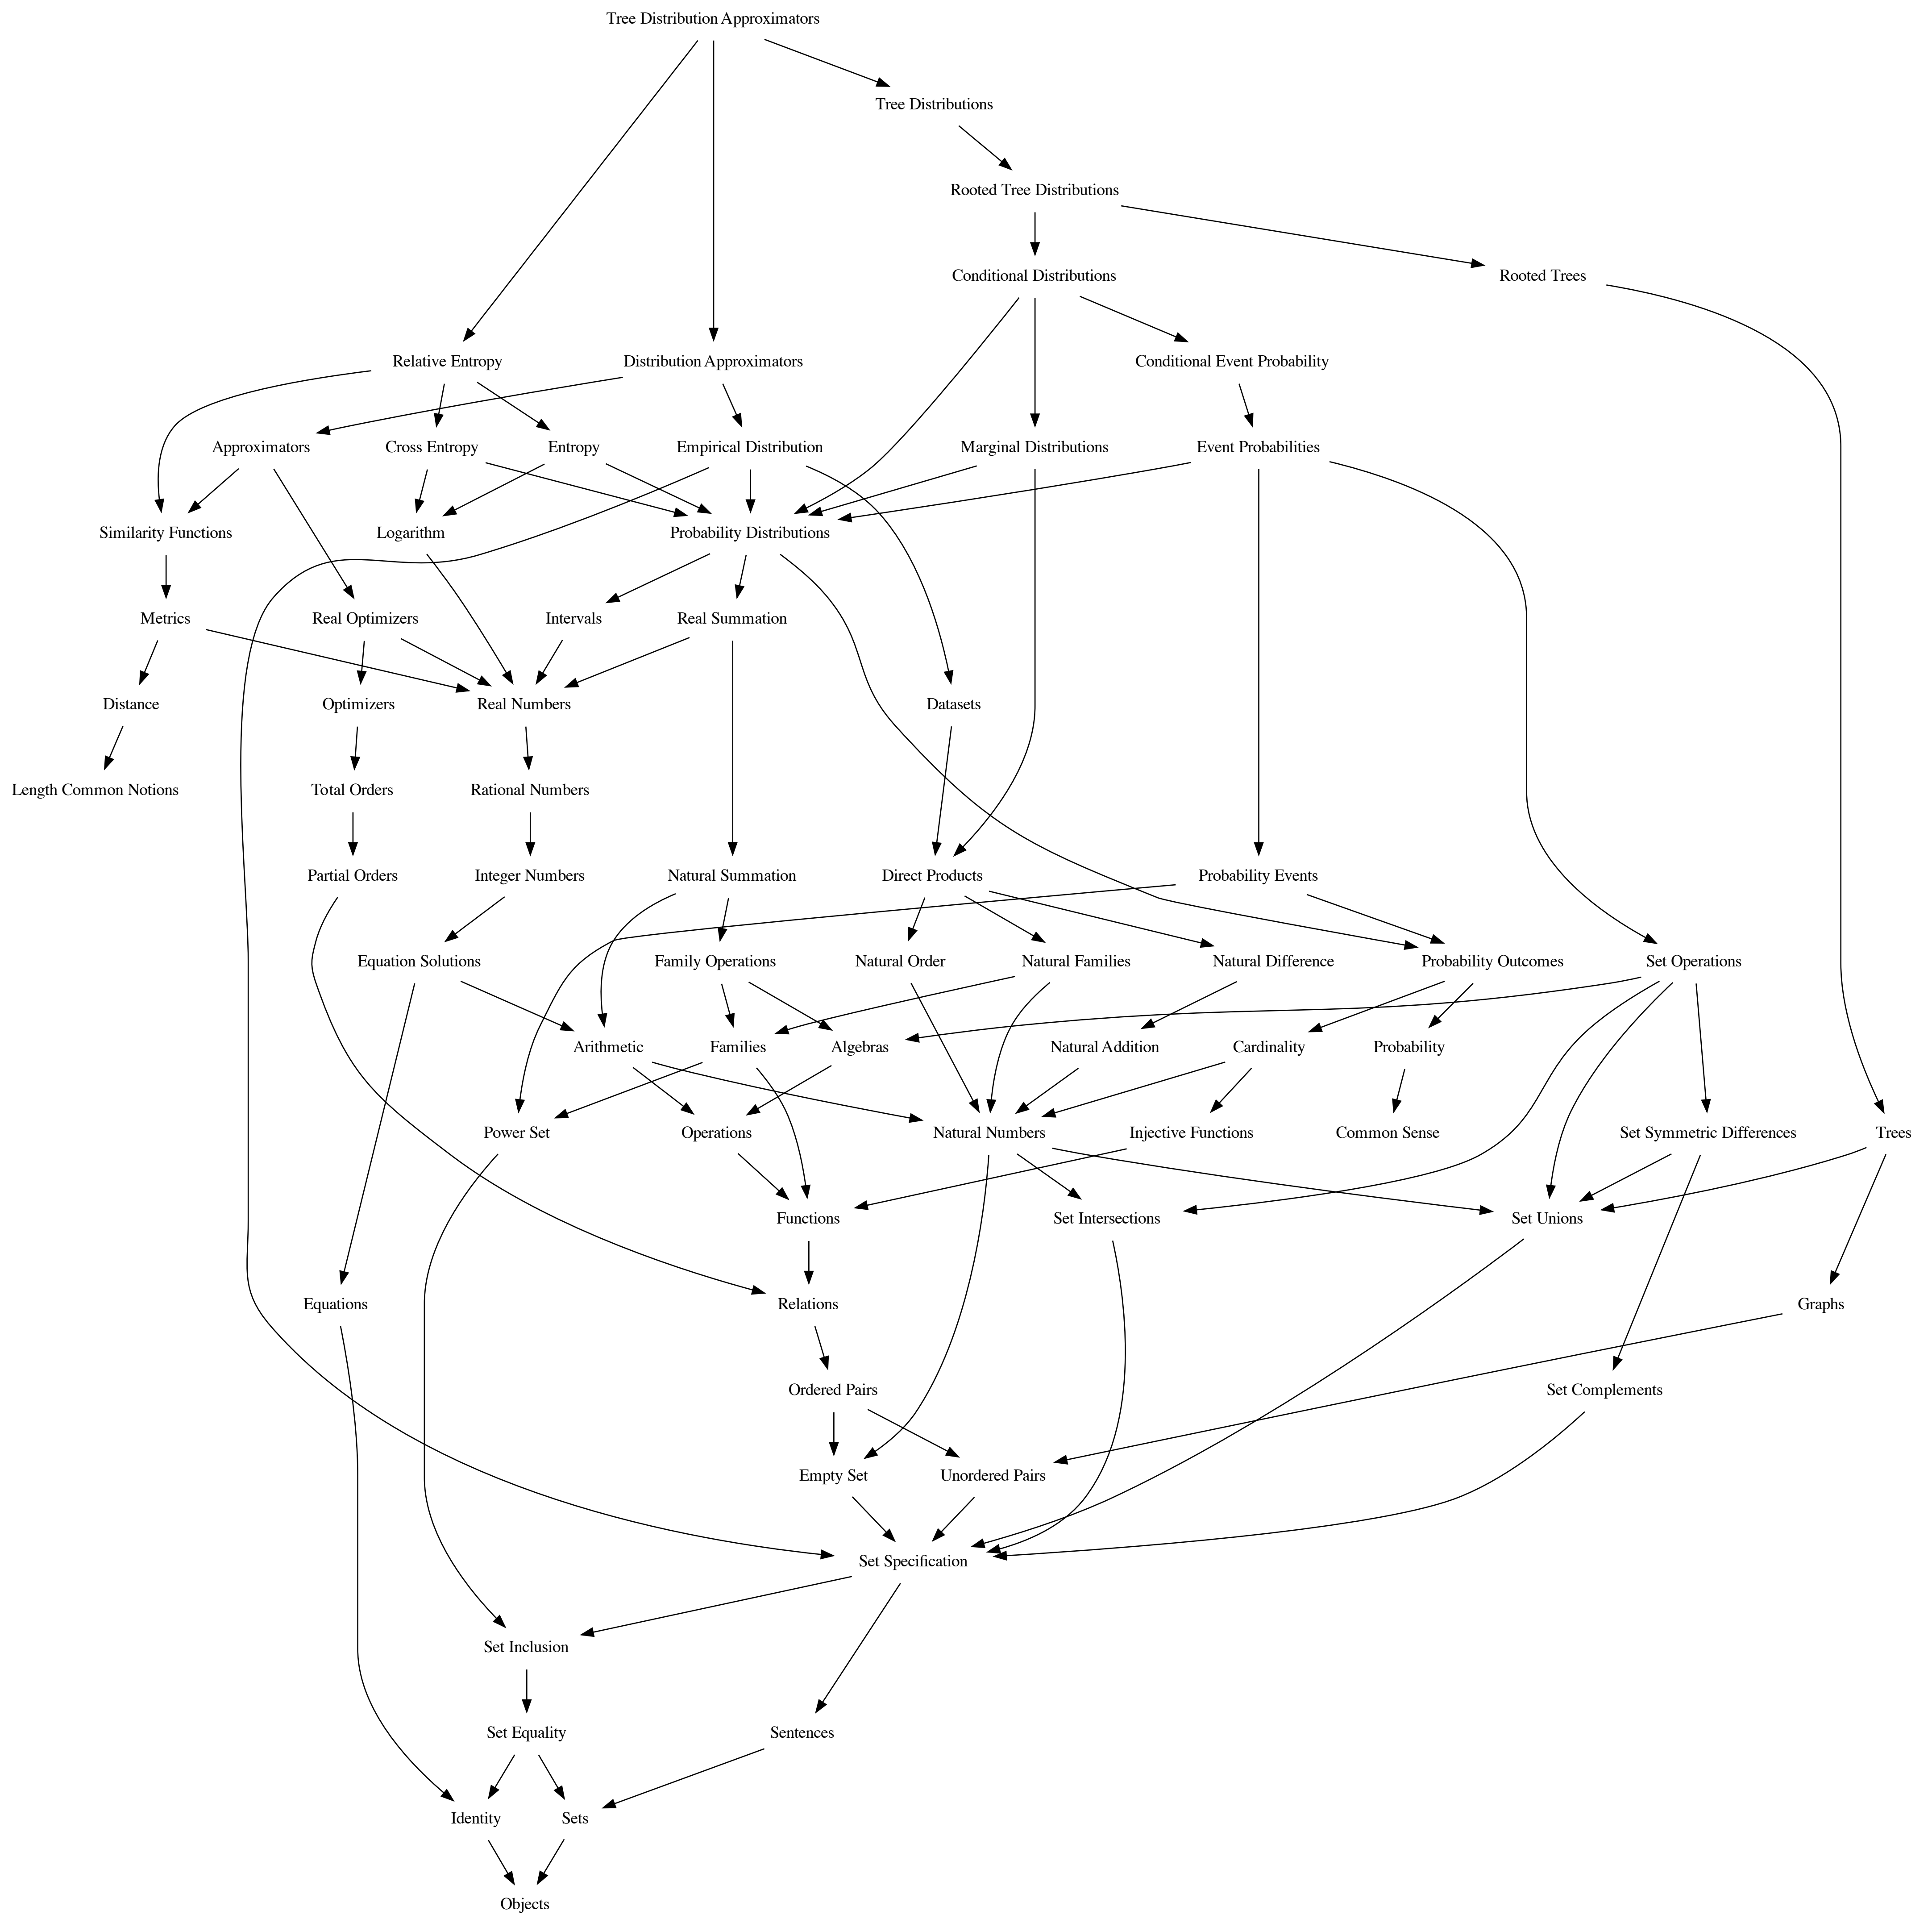 Tree Distribution Approximators
Tree Distributions
Rooted Tree Distributions
Conditional Distributions
Rooted Trees
Relative Entropy
Distribution Approximators
Conditional Event Probability
Approximators
Cross Entropy
Entropy
Empirical Distribution
Marginal Distributions
Event Probabilities
Similarity Functions
Logarithm
Probability Distributions
Metrics
Real Optimizers
Intervals
Real Summation
Distance
Optimizers
Real Numbers
Datasets
Length Common Notions
Total Orders
Rational Numbers
Partial Orders
Integer Numbers
Natural Summation
Direct Products
Probability Events
Equation Solutions
Family Operations
Natural Order
Natural Families
Natural Difference
Probability Outcomes
Set Operations
Arithmetic
Families
Algebras
Natural Addition
Cardinality
Probability
Power Set
Operations
Natural Numbers
Injective Functions
Common Sense
Set Symmetric Differences
Trees
Functions
Set Intersections
Set Unions
Equations
Relations
Graphs
Ordered Pairs
Set Complements
Empty Set
Unordered Pairs
Set Specification
Set Inclusion
Set Equality
Sentences
Identity
Sets
Objects